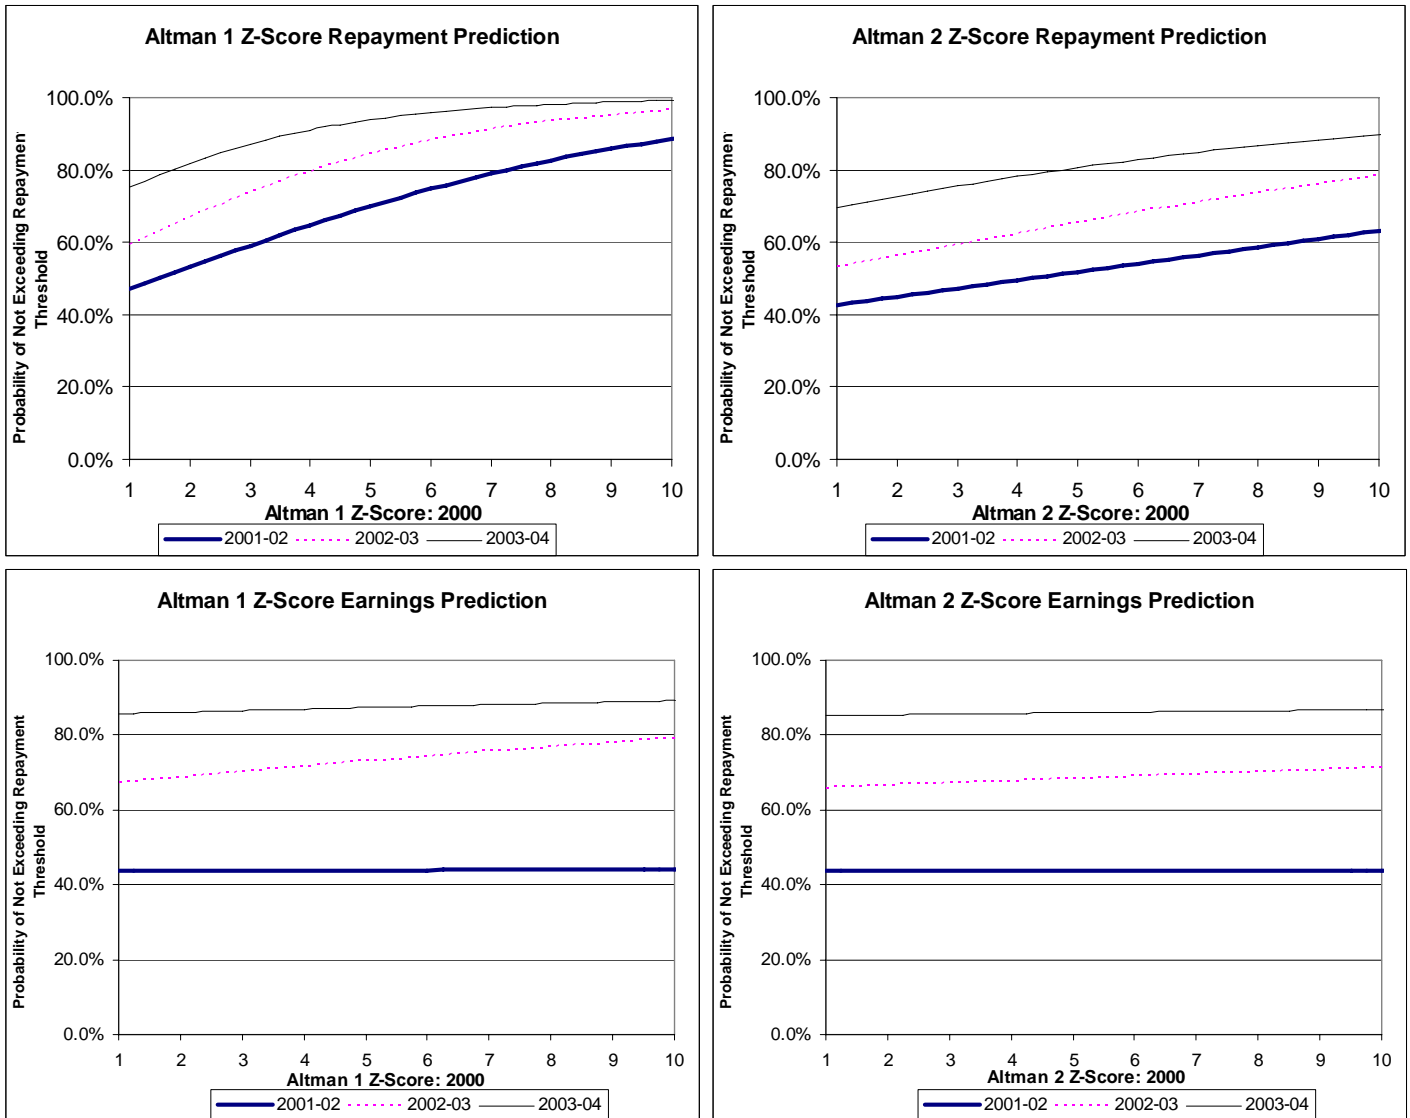 Altman 1 Z-Score Repayment Prediction
Probability of Not Exceeding Repaymen
Threshold
100.0%
80.0%
60.0%
40.0%
20.0%
0.0%
1 2 3 4 5 6 7 8 9 10
Altman 1 Z-Score: 2000
2001-02 2002-03 2003-04
Altman 2 Z-Score Repayment Prediction
Probability of Not Exceeding Repaymen
Threshold
100.0%
80.0%
60.0%
40.0%
20.0%
0.0%
1 2 3 4 5 6 7 8 9 10
Altman 2 Z-Score: 2000
2001-02 2002-03 2003-04
Altman 1 Z-Score Earnings Prediction
Probability of Not Exceeding Repayment
Threshold
100.0%
80.0%
60.0%
40.0%
20.0%
0.0%
1 2 3 4 5 6 7 8 9 10
Altman 1 Z-Score: 2000
2001-02 2002-03 2003-04
Altman 2 Z-Score Earnings Prediction
Probability of Not Exceeding Repayment
Threshold
100.0%
80.0%
60.0%
40.0%
20.0%
0.0%
1 2 3 4 5 6 7 8 9 10
Altman 2 Z-Score: 2000
2001-02 2002-03 2003-04